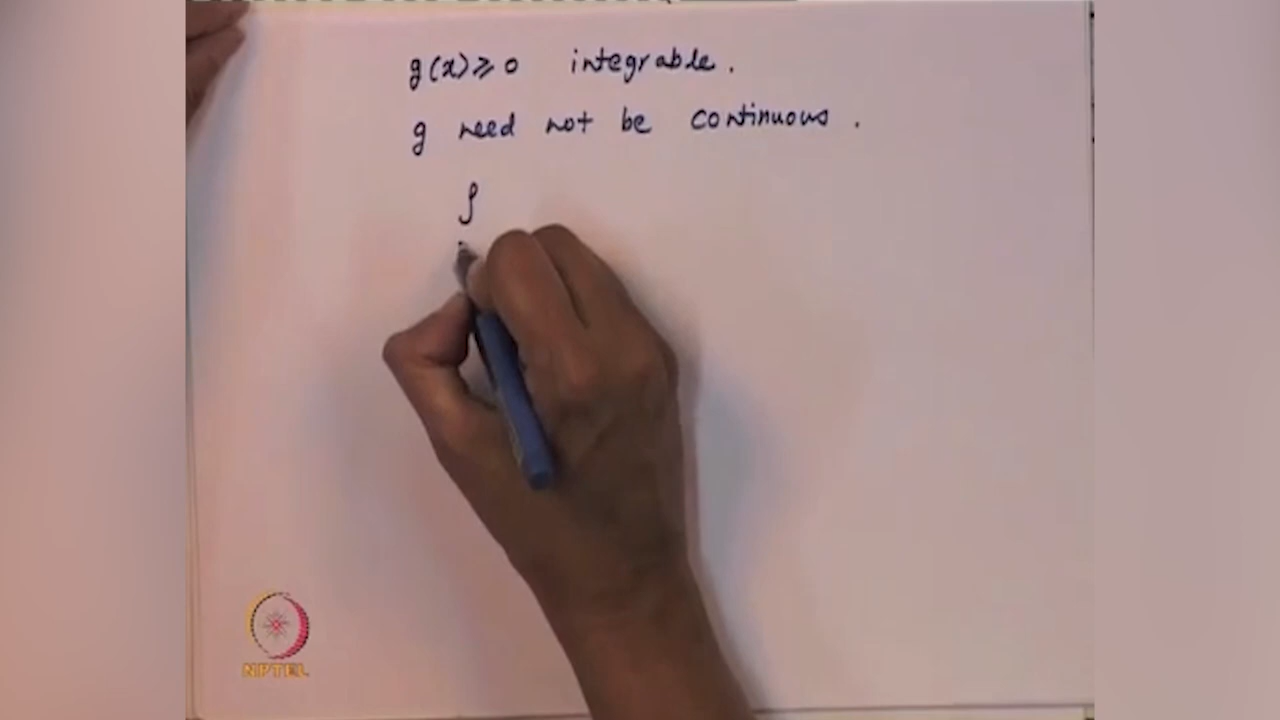 g(x) ⩾ 0 integrable.
g need not be continuous.
∫
NPTEL